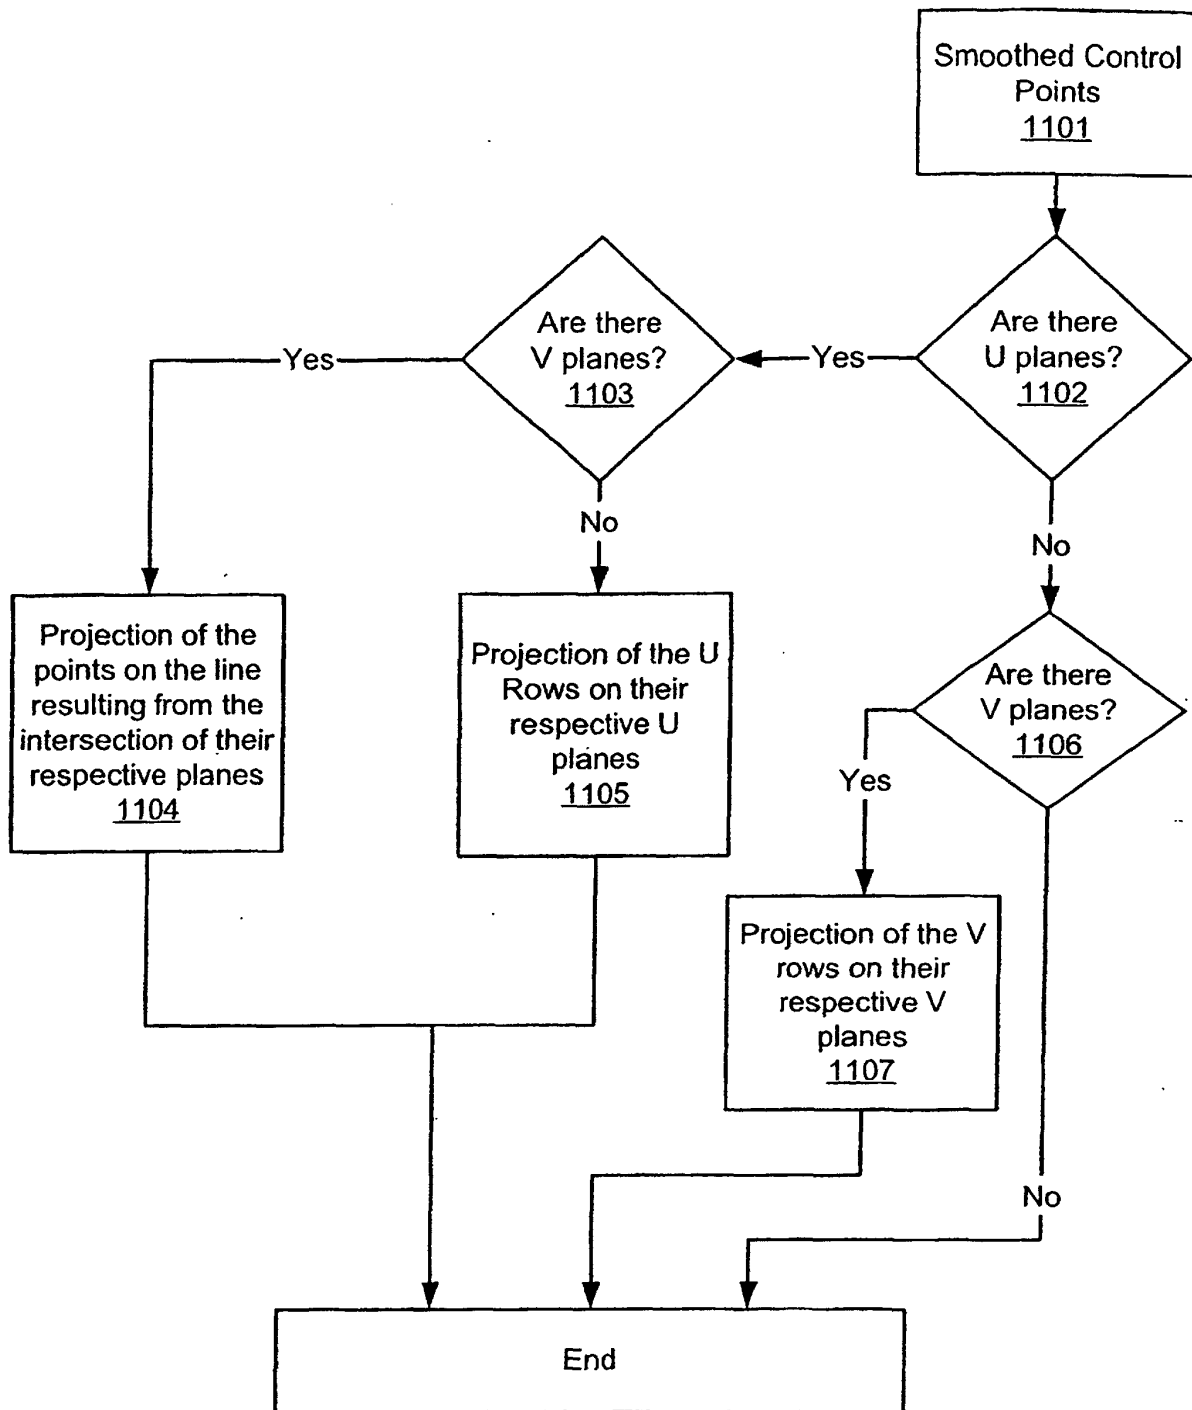 Smoothed Control
Points
1101
Are there
U planes?
1102
Yes
Are there
V planes?
1103
Yes
No
No
Projection of the
points on the line
resulting from the
intersection of their
respective planes
1104
Projection of the U
Rows on their
respective U
planes
1105
Are there
V planes?
1106
Yes
Projection of the V
rows on their
respective V
planes
1107
No
End